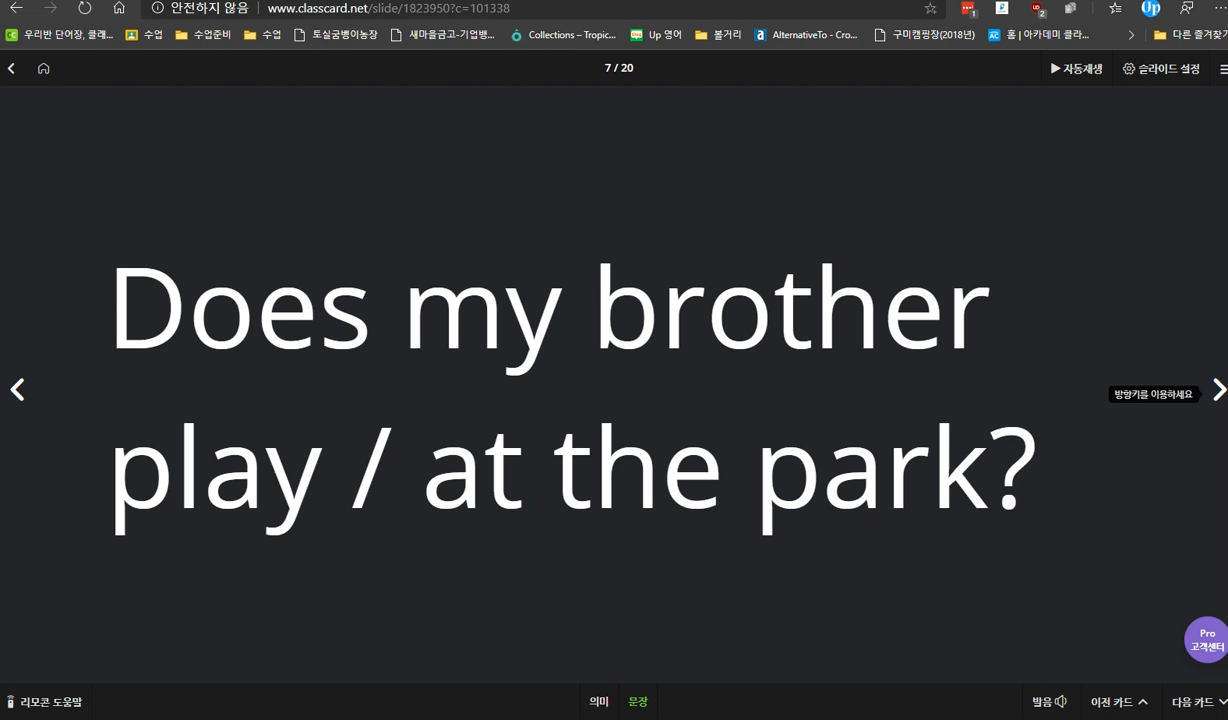 안전하지 않음 www.classcard.net/slide/1823950?c=101338
우리반 단어장, 클래... 수업 수업준비 수업 토실굼벵이농장 새마을금고-기업뱅... Collections – Tropic... Up 영어 볼거리 AlternativeTo - Cro... 구미캠핑장(2018년) 홈 | 아카데미 클라... 다른 즐겨찾기
7 / 20 자동재생 슬라이드 설정
Does my brother
play / at the park?
방향키를 이용하세요
Pro
고객센터
리모콘 도움말 의미 문장 발음 이전 카드 다음 카드